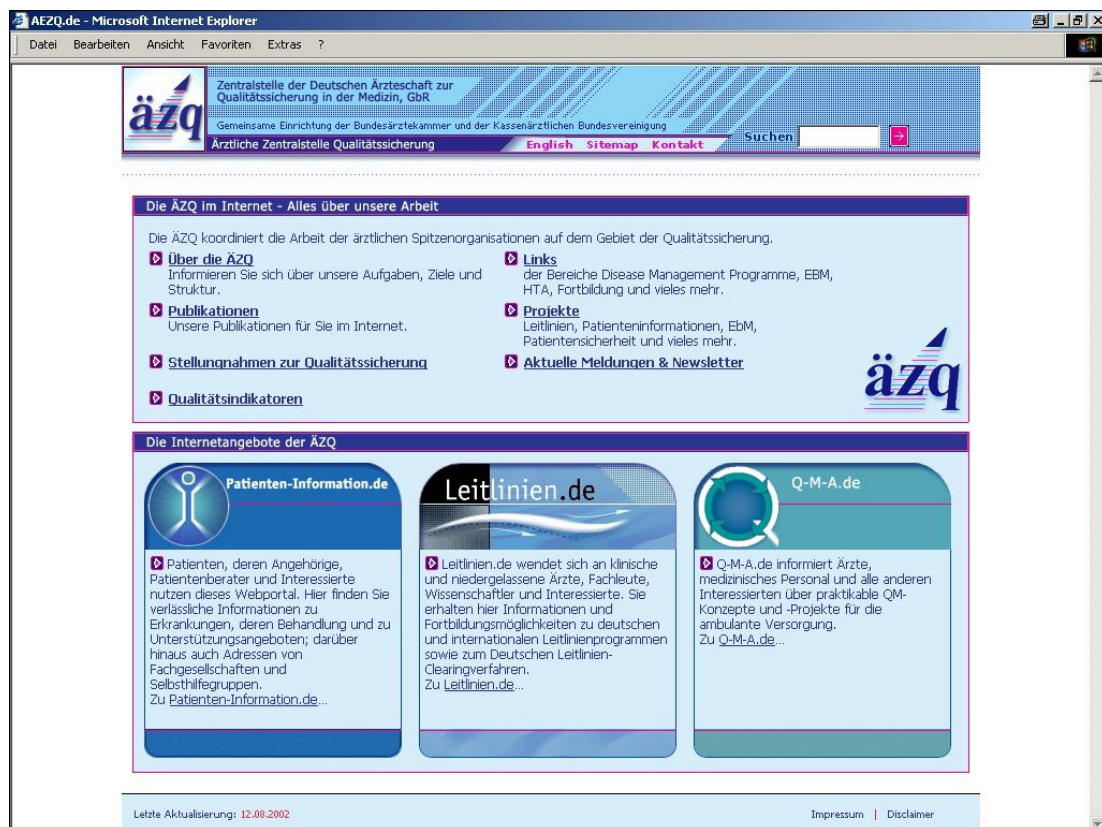 AEZQ.de - Microsoft Internet Explorer
Datei Bearbeiten Ansicht Favoriten Extras ?
äzq
Zentralstelle der Deutschen Ärzteschaft zur
Qualitätssicherung in der Medizin, GbR
Gemeinsame Einrichtung der Bundesärztekammer und der Kassenärztlichen Bundesvereinigung
Ärztliche Zentralstelle Qualitätssicherung
English Sitemap Kontakt
Suchen
Die ÄZQ im Internet - Alles über unsere Arbeit
Die ÄZQ koordiniert die Arbeit der ärztlichen Spitzenorganisationen auf dem Gebiet der Qualitätssicherung.
Über die ÄZQ
Informieren Sie sich über unsere Aufgaben, Ziele und
Struktur.
Publikationen
Unsere Publikationen für Sie im Internet.
Stellungnahmen zur Qualitätssicherung
Qualitätsindikatoren
Links
der Bereiche Disease Management Programme, EBM,
HTA, Fortbildung und vieles mehr.
Projekte
Leitlinien, Patienteninformationen, EbM,
Patientensicherheit und vieles mehr.
Aktuelle Meldungen & Newsletter
äzq
Die Internetangebote der ÄZQ
Patienten-Information.de
Patienten, deren Angehörige,
Patientenberater und Interessierte
nutzen dieses Webportal. Hier finden Sie
verlässliche Informationen zu
Erkrankungen, deren Behandlung und zu
Unterstützungsangeboten; darüber
hinaus auch Adressen von
Fachgesellschaften und
Selbsthilfegruppen.
Zu Patienten-Information.de...
Leitlinien.de
Leitlinien.de wendet sich an klinische
und niedergelassene Ärzte, Fachleute,
Wissenschaftler und Interessierte. Sie
erhalten hier Informationen und
Fortbildungsmöglichkeiten zu deutschen
und internationalen Leitlinienprogrammen
sowie zum Deutschen Leitlinien-
Clearingverfahren.
Zu Leitlinien.de...
Q-M-A.de
Q-M-A.de informiert Ärzte,
medizinisches Personal und alle anderen
Interessierten über praktikable QM-
Konzepte und -Projekte für die
ambulante Versorgung.
Zu Q-M-A.de...
Letzte Aktualisierung: 12.08.2002
Impressum | Disclaimer